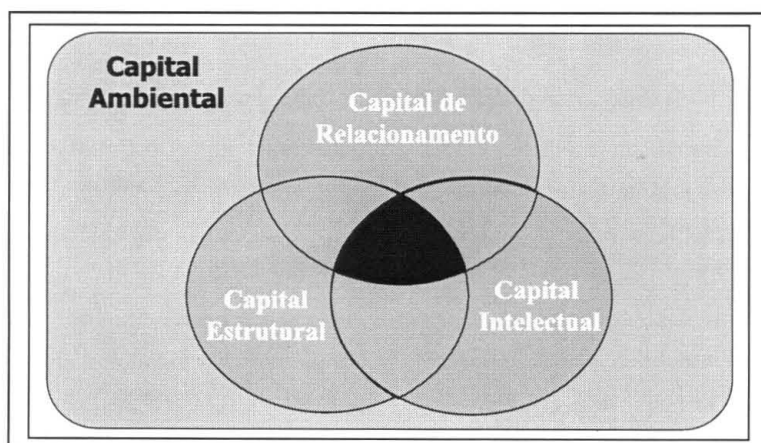 Capital
Ambiental
Capital de
Relacionamento
Capital
Estrutural
Capital
Intelectual